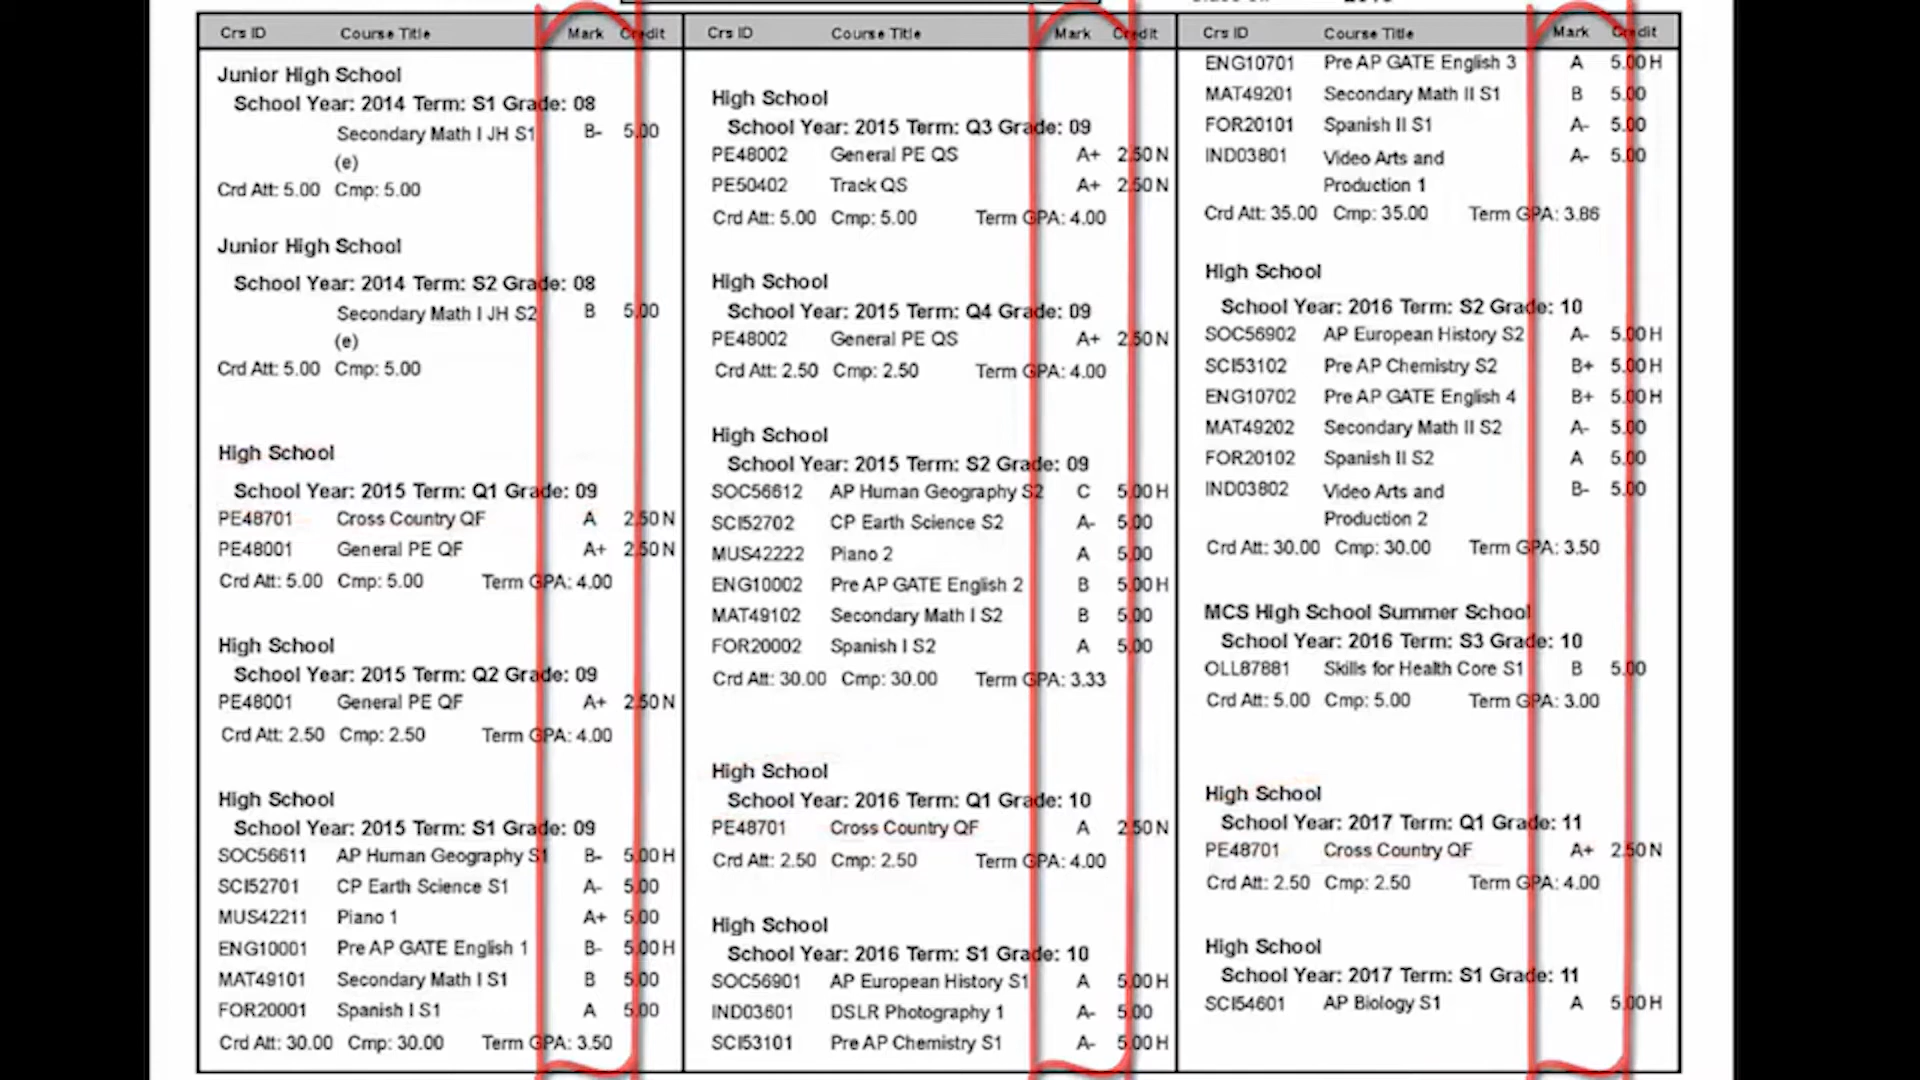 Crs ID Course Title Mark Credit
Junior High School
School Year: 2014 Term: S1 Grade: 08
Secondary Math I JH S1 B- 5.00
(e)
Crd Att: 5.00 Cmp: 5.00
Junior High School
School Year: 2014 Term: S2 Grade: 08
Secondary Math I JH S2 B 5.00
(e)
Crd Att: 5.00 Cmp: 5.00
High School
School Year: 2015 Term: Q1 Grade: 09
PE48701 Cross Country QF A 2.50 N
PE48001 General PE QF A+ 2.50 N
Crd Att: 5.00 Cmp: 5.00 Term GPA: 4.00
High School
School Year: 2015 Term: Q2 Grade: 09
PE48001 General PE QF A+ 2.50 N
Crd Att: 2.50 Cmp: 2.50 Term GPA: 4.00
High School
School Year: 2015 Term: S1 Grade: 09
SOC56611 AP Human Geography S1 B- 5.00 H
SCI52701 CP Earth Science S1 A- 5.00
MUS42211 Piano 1 A+ 5.00
ENG10001 Pre AP GATE English 1 B- 5.00 H
MAT49101 Secondary Math I S1 B 5.00
FOR20001 Spanish I S1 A 5.00
Crd Att: 30.00 Cmp: 30.00 Term GPA: 3.50
Crs ID Course Title Mark Credit
High School
School Year: 2015 Term: Q3 Grade: 09
PE48002 General PE QS A+ 2.50 N
PE50402 Track QS A+ 2.50 N
Crd Att: 5.00 Cmp: 5.00 Term GPA: 4.00
High School
School Year: 2015 Term: Q4 Grade: 09
PE48002 General PE QS A+ 2.50 N
Crd Att: 2.50 Cmp: 2.50 Term GPA: 4.00
High School
School Year: 2015 Term: S2 Grade: 09
SOC56612 AP Human Geography S2 C 5.00 H
SCI52702 CP Earth Science S2 A- 5.00
MUS42222 Piano 2 A 5.00
ENG10002 Pre AP GATE English 2 B 5.00 H
MAT49102 Secondary Math I S2 B 5.00
FOR20002 Spanish I S2 A 5.00
Crd Att: 30.00 Cmp: 30.00 Term GPA: 3.33
High School
School Year: 2016 Term: Q1 Grade: 10
PE48701 Cross Country QF A 2.50 N
Crd Att: 2.50 Cmp: 2.50 Term GPA: 4.00
High School
School Year: 2016 Term: S1 Grade: 10
SOC56901 AP European History S1 A 5.00 H
IND03601 DSLR Photography 1 A- 5.00
SCI53101 Pre AP Chemistry S1 A- 5.00 H
Crs ID Course Title Mark Credit
ENG10701 Pre AP GATE English 3 A 5.00 H
MAT49201 Secondary Math II S1 B 5.00
FOR20101 Spanish II S1 A- 5.00
IND03801 Video Arts and A- 5.00
Production 1
Crd Att: 35.00 Cmp: 35.00 Term GPA: 3.86
High School
School Year: 2016 Term: S2 Grade: 10
SOC56902 AP European History S2 A- 5.00 H
SCI53102 Pre AP Chemistry S2 B+ 5.00 H
ENG10702 Pre AP GATE English 4 B+ 5.00 H
MAT49202 Secondary Math II S2 A- 5.00
FOR20102 Spanish II S2 A 5.00
IND03802 Video Arts and B- 5.00
Production 2
Crd Att: 30.00 Cmp: 30.00 Term GPA: 3.50
MCS High School Summer School
School Year: 2016 Term: S3 Grade: 10
OLL87881 Skills for Health Core S1 B 5.00
Crd Att: 5.00 Cmp: 5.00 Term GPA: 3.00
High School
School Year: 2017 Term: Q1 Grade: 11
PE48701 Cross Country QF A+ 2.50 N
Crd Att: 2.50 Cmp: 2.50 Term GPA: 4.00
High School
School Year: 2017 Term: S1 Grade: 11
SCI54601 AP Biology S1 A 5.00 H